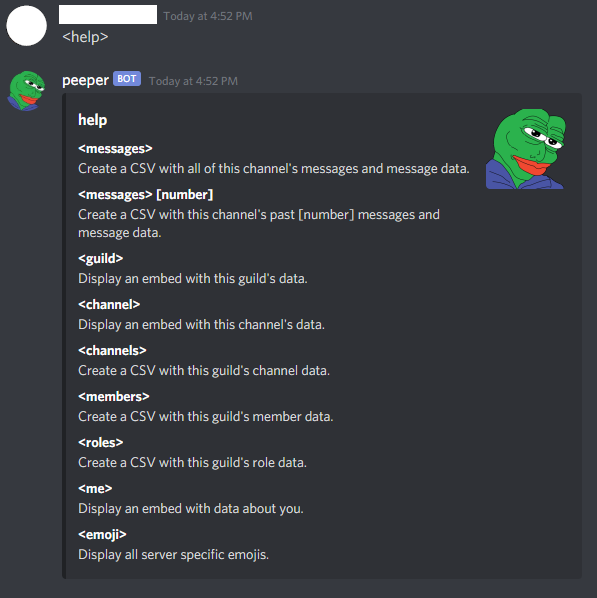 Today at 4:52 PM
<help>
peeper BOT Today at 4:52 PM
help
<messages>
Create a CSV with all of this channel's messages and message data.
<messages> [number]
Create a CSV with this channel's past [number] messages and
message data.
<guild>
Display an embed with this guild's data.
<channel>
Display an embed with this channel's data.
<channels>
Create a CSV with this guild's channel data.
<members>
Create a CSV with this guild's member data.
<roles>
Create a CSV with this guild's role data.
<me>
Display an embed with data about you.
<emoji>
Display all server specific emojis.